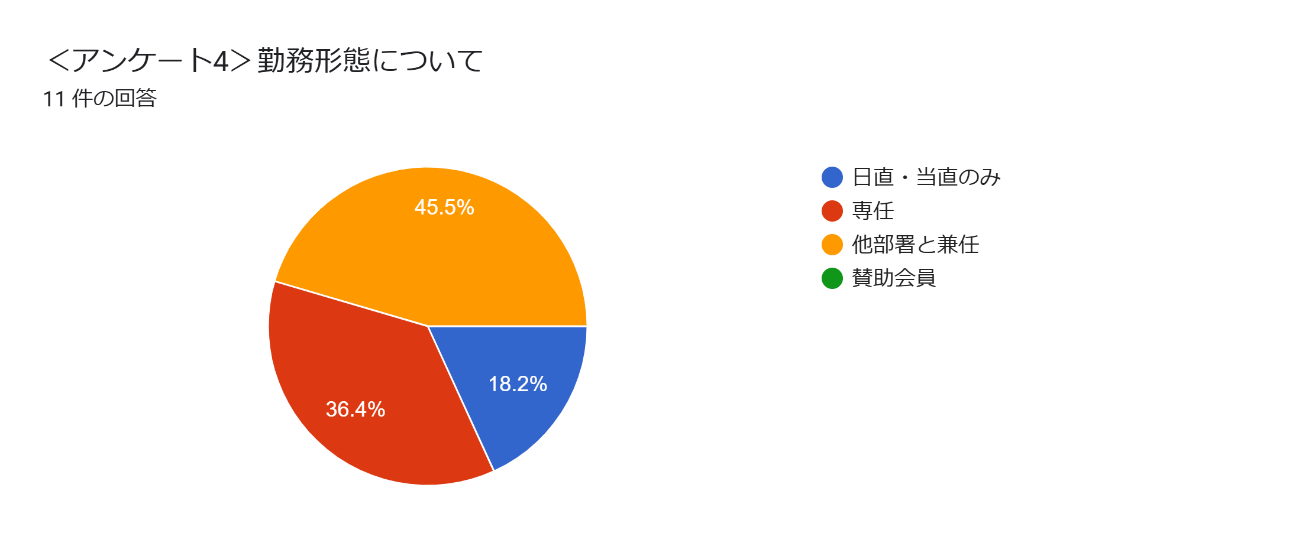 ＜アンケート4＞勤務形態について
11 件の回答
45.5%
18.2%
36.4%
日直・当直のみ
専任
他部署と兼任
賛助会員